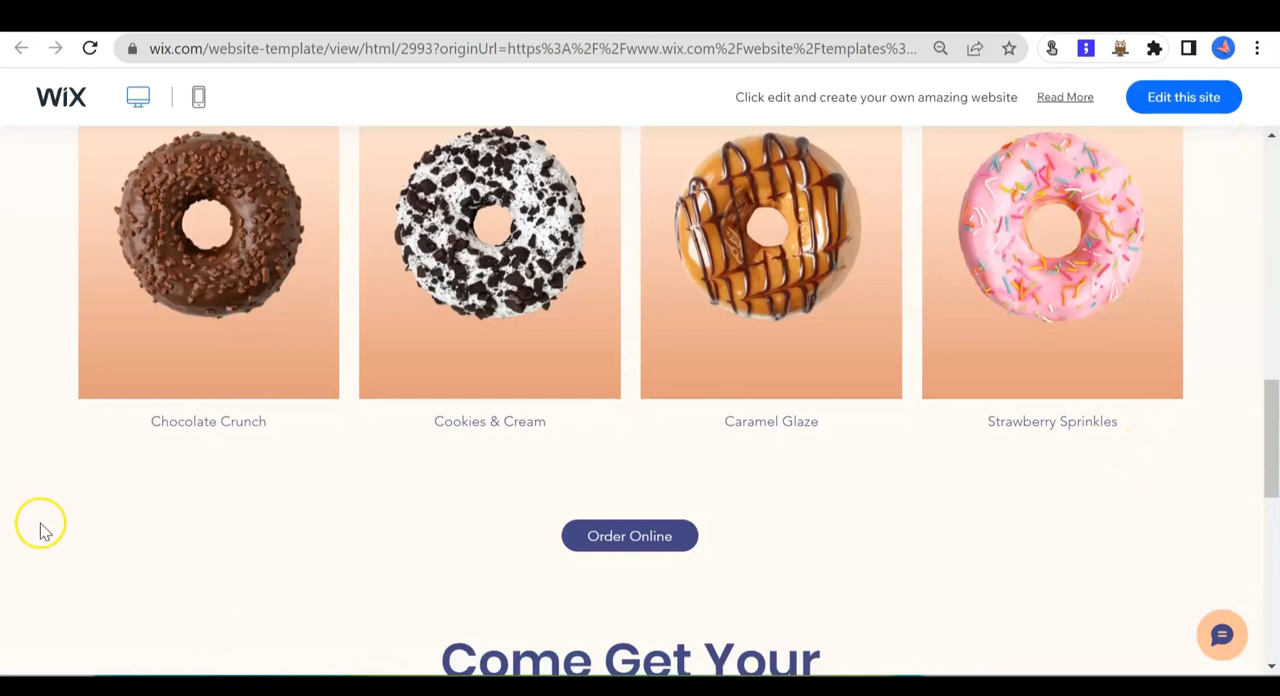 wix.com/website-template/view/html/2993?originUrl=https%3A%2F%2Fwww.wix.com%2Fwebsite%2Ftemplates%3...
WiX
Click edit and create your own amazing website Read More Edit this site
Chocolate Crunch Cookies & Cream Caramel Glaze Strawberry Sprinkles
Order Online
Come Get Your